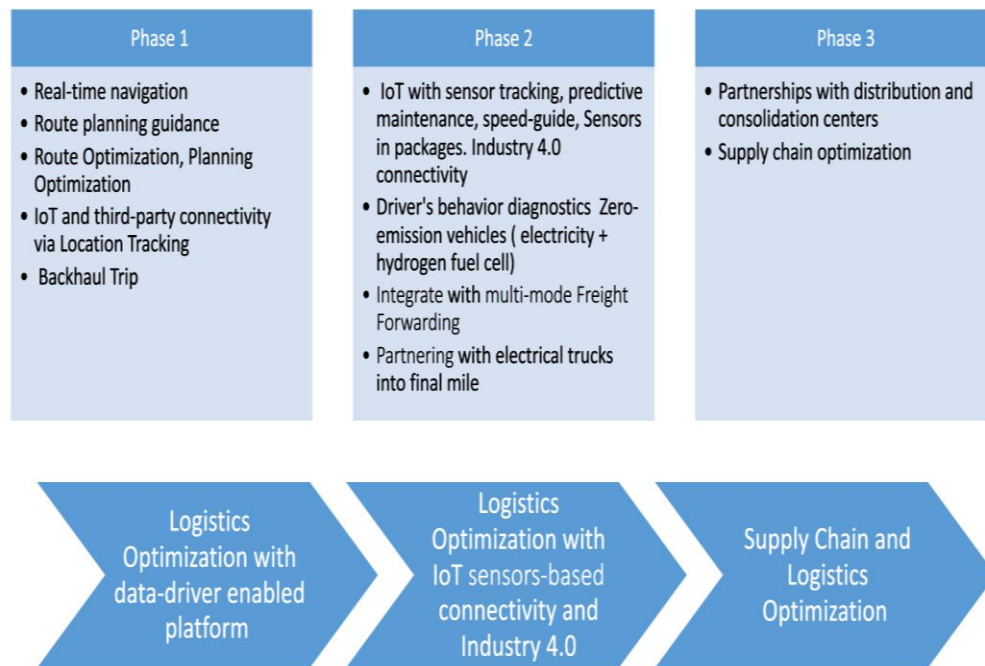 Phase 1
• Real-time navigation
• Route planning guidance
• Route Optimization, Planning
Optimization
• IoT and third-party connectivity
via Location Tracking
• Backhaul Trip
Phase 2
• IoT with sensor tracking, predictive
maintenance, speed-guide, Sensors
in packages. Industry 4.0
connectivity
• Driver's behavior diagnostics Zero-
emission vehicles ( electricity +
hydrogen fuel cell)
• Integrate with multi-mode Freight
Forwarding
• Partnering with electrical trucks
into final mile
Phase 3
• Partnerships with distribution and
consolidation centers
• Supply chain optimization
Logistics
Optimization with
data-driver enabled
platform
Logistics
Optimization with
IoT sensors-based
connectivity and
Industry 4.0
Supply Chain and
Logistics
Optimization